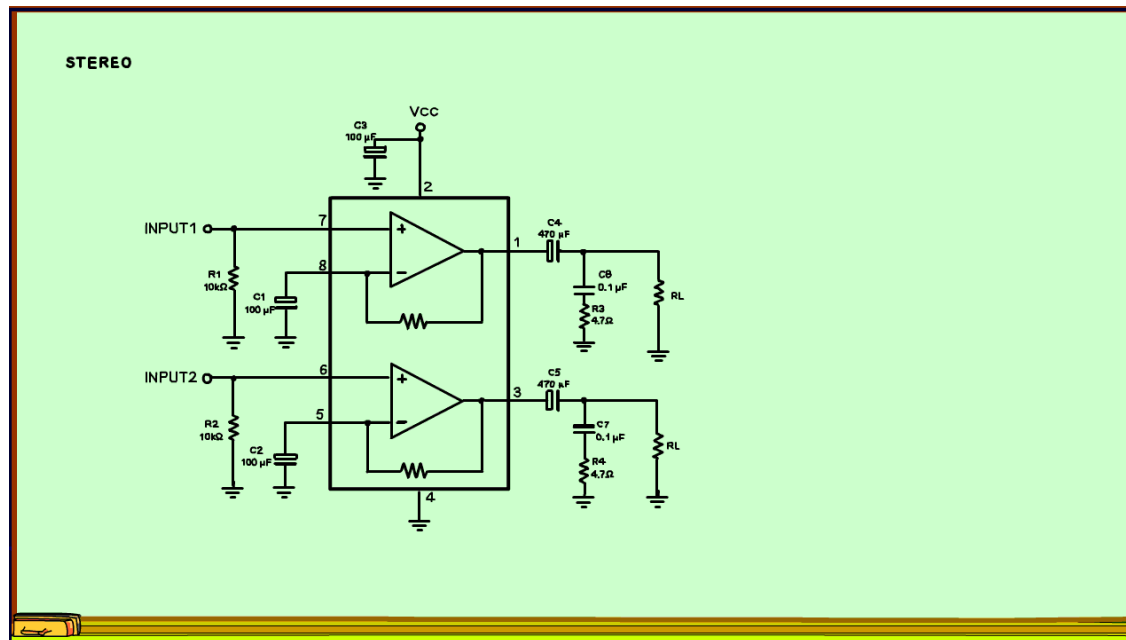 STEREO
VCC
C3
100 µF
2
INPUT1
7
1
C4
470 µF
R1
10kΩ
8
C1
100 µF
C8
0.1 µF
R3
4.7Ω
RL
INPUT2
6
3
C5
470 µF
R2
10kΩ
5
C2
100 µF
C7
0.1 µF
R4
4.7Ω
RL
4